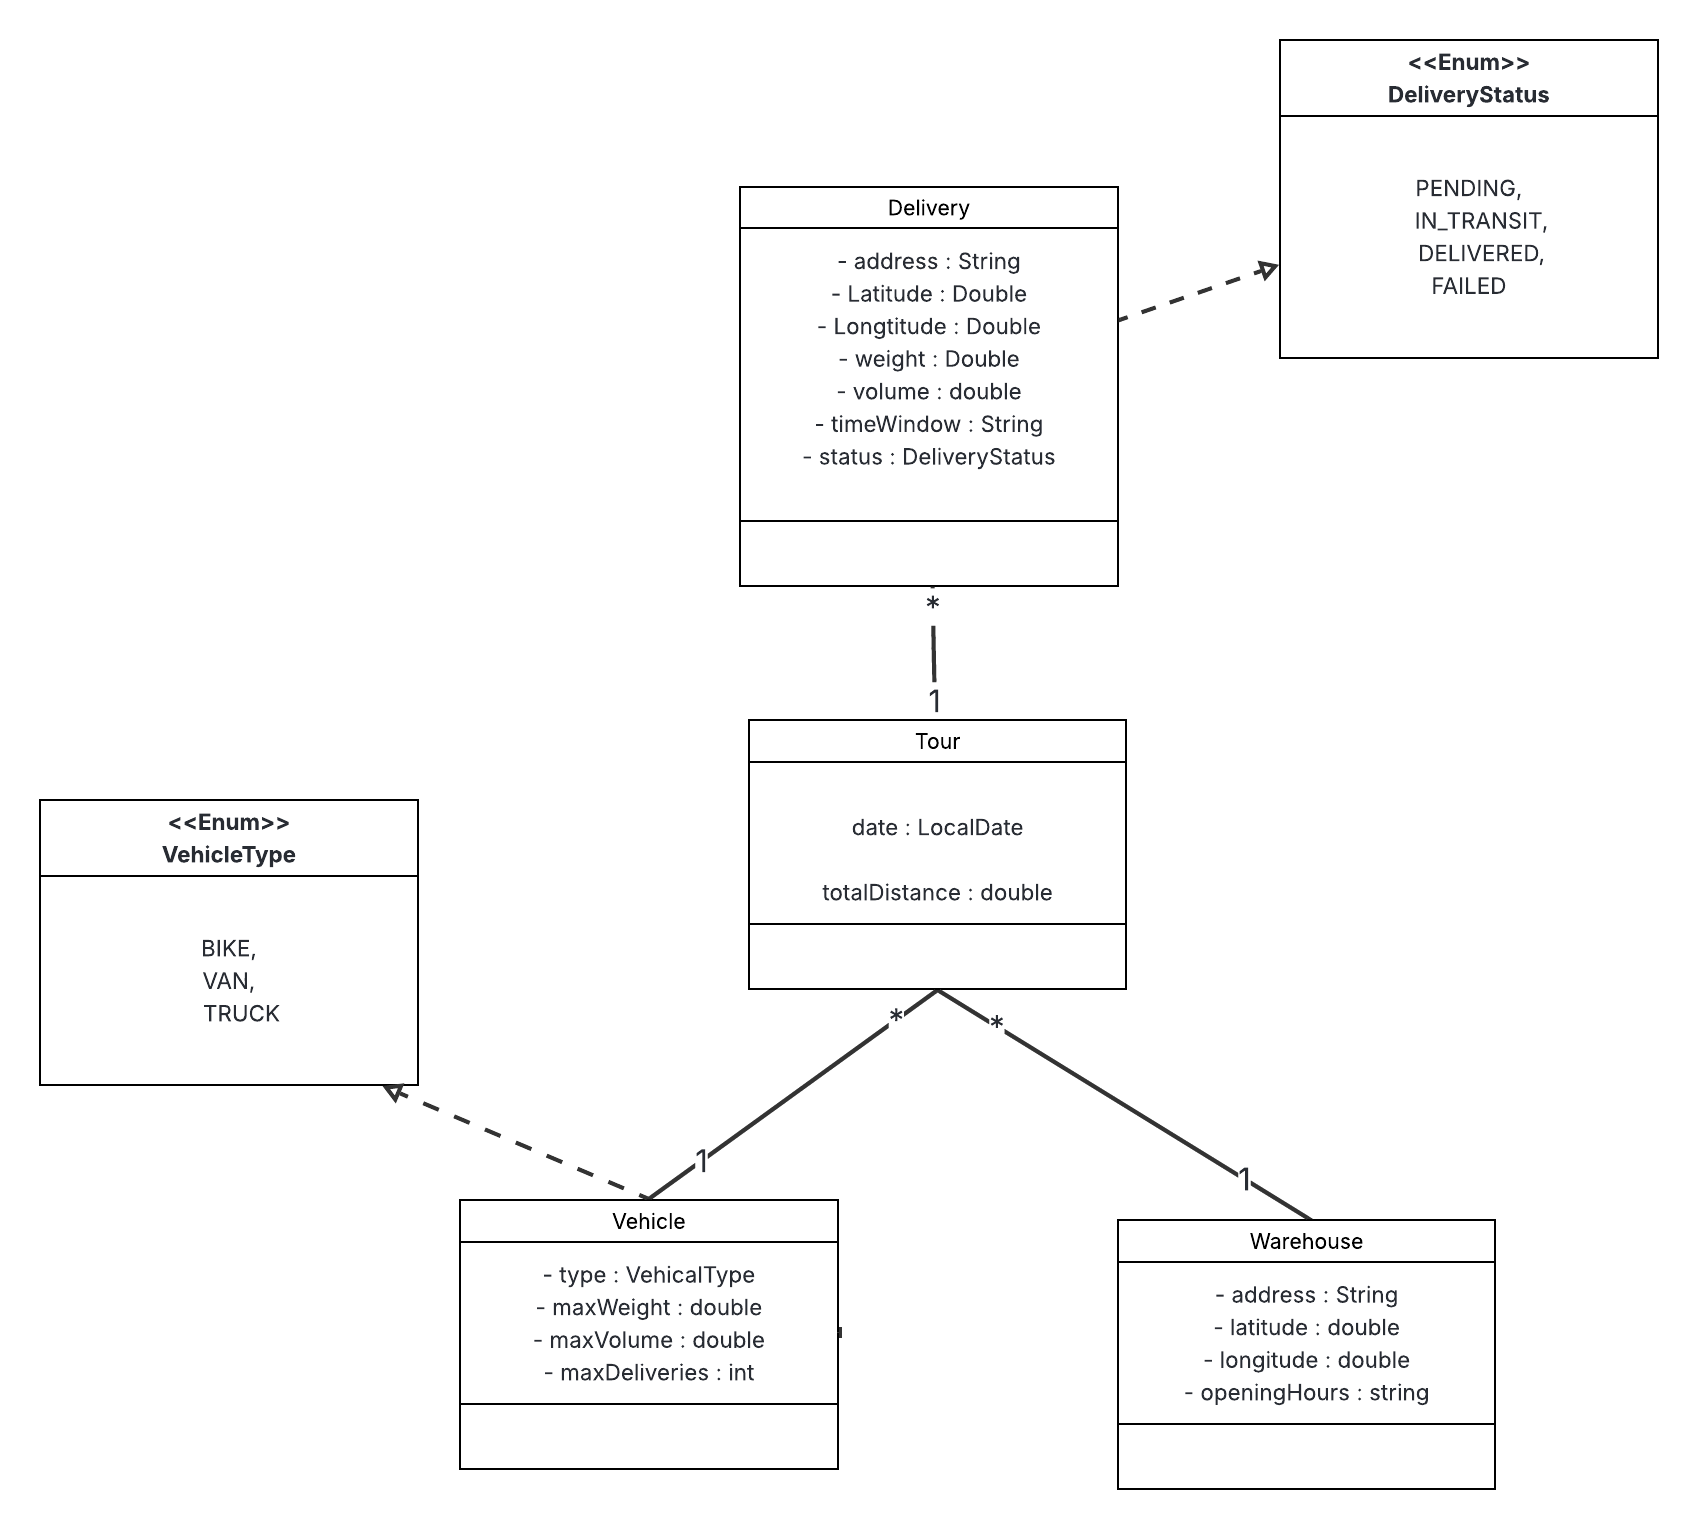 <<Enum>>
DeliveryStatus
PENDING,
IN_TRANSIT,
DELIVERED,
FAILED
Delivery
- address : String
- Latitude : Double
- Longtitude : Double
- weight : Double
- volume : double
- timeWindow : String
- status : DeliveryStatus
*
1
Tour
date : LocalDate
totalDistance : double
<<Enum>>
VehicleType
BIKE,
VAN,
TRUCK
*
*
1
1
Vehicle
- type : VehicalType
- maxWeight : double
- maxVolume : double
- maxDeliveries : int
Warehouse
- address : String
- latitude : double
- longitude : double
- openingHours : string